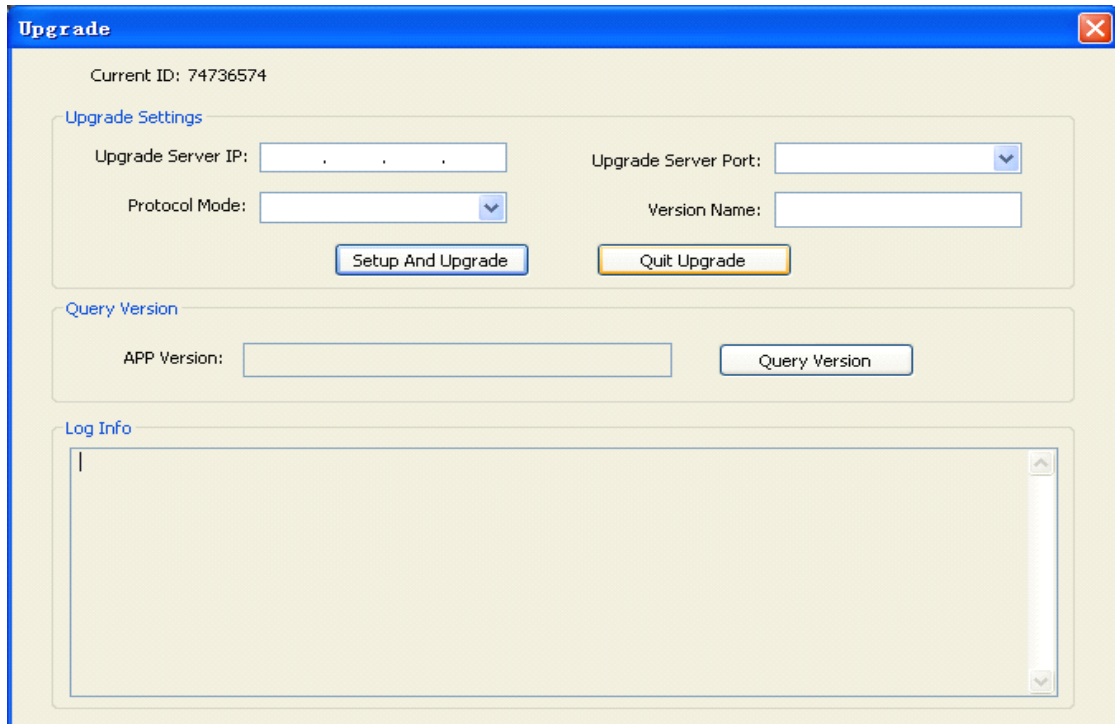 Upgrade
Current ID: 74736574
Upgrade Settings
Upgrade Server IP: . . .
Upgrade Server Port:
Protocol Mode:
Version Name:
Setup And Upgrade
Quit Upgrade
Query Version
APP Version:
Query Version
Log Info